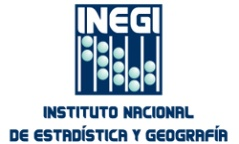 INEGI
INSTITUTO NACIONAL
DE ESTADÍSTICA Y GEOGRAFÍA